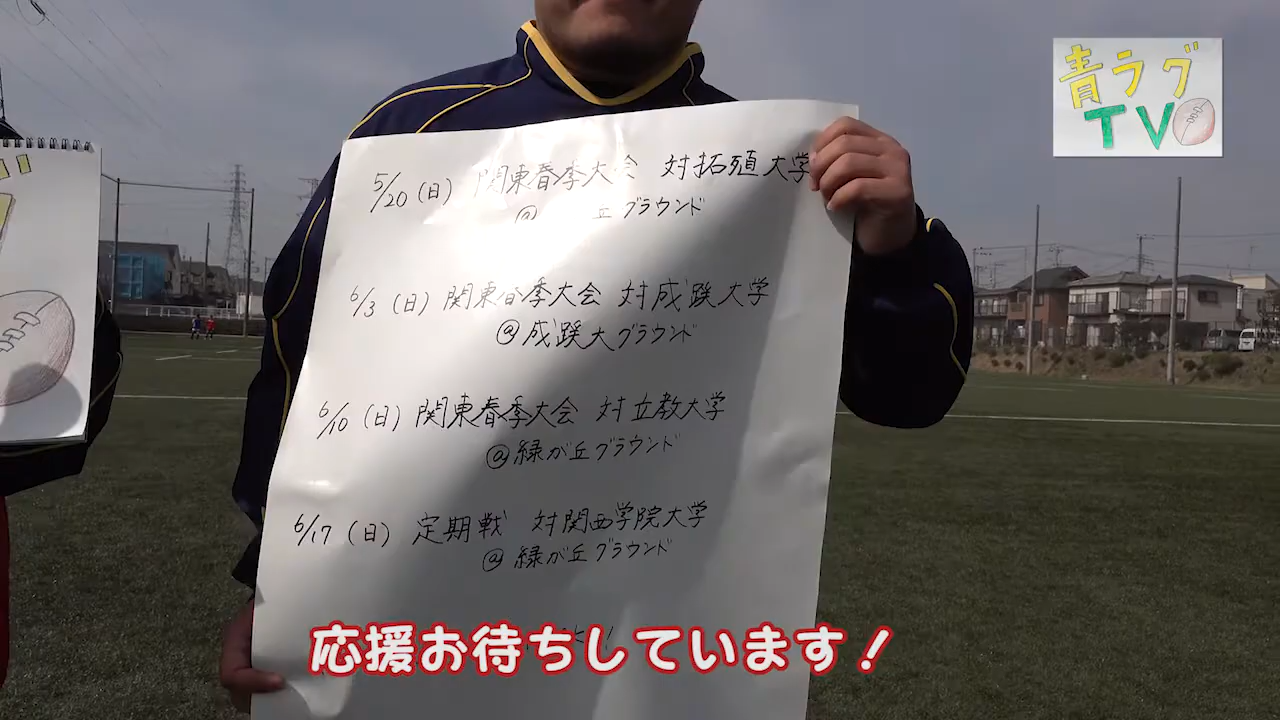 青ラグ
TV
5/20(日) 関東春季大会 対拓殖大学
@ 丘グラウンド
6/3(日) 関東春季大会 対成蹊大学
@成蹊大グラウンド
6/10(日) 関東春季大会 対立教大学
@緑が丘グラウンド
6/17(日) 定期戦 対関西学院大学
@緑が丘グラウンド
応援お待ちしています!